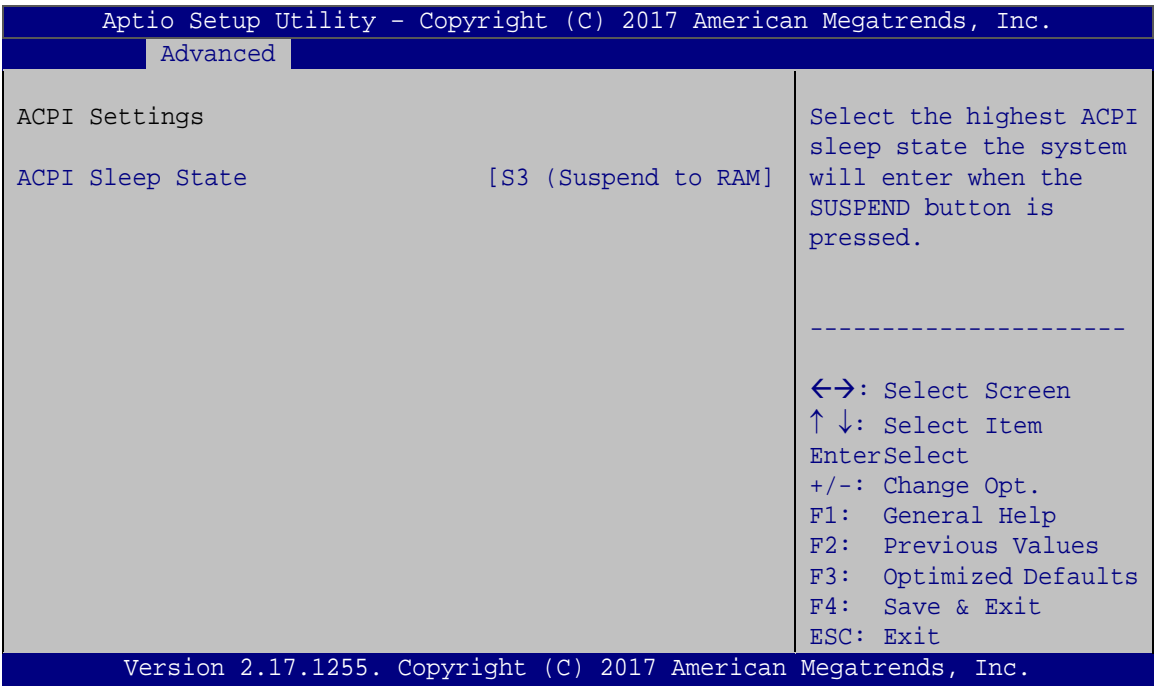 Aptio Setup Utility – Copyright (C) 2017 American Megatrends, Inc.
Advanced
ACPI Settings
ACPI Sleep State [S3 (Suspend to RAM]
Select the highest ACPI
sleep state the system
will enter when the
SUSPEND button is
pressed.
----------------------
←→: Select Screen
↑ ↓: Select Item
EnterSelect
+/-: Change Opt.
F1: General Help
F2: Previous Values
F3: Optimized Defaults
F4: Save & Exit
ESC: Exit
Version 2.17.1255. Copyright (C) 2017 American Megatrends, Inc.